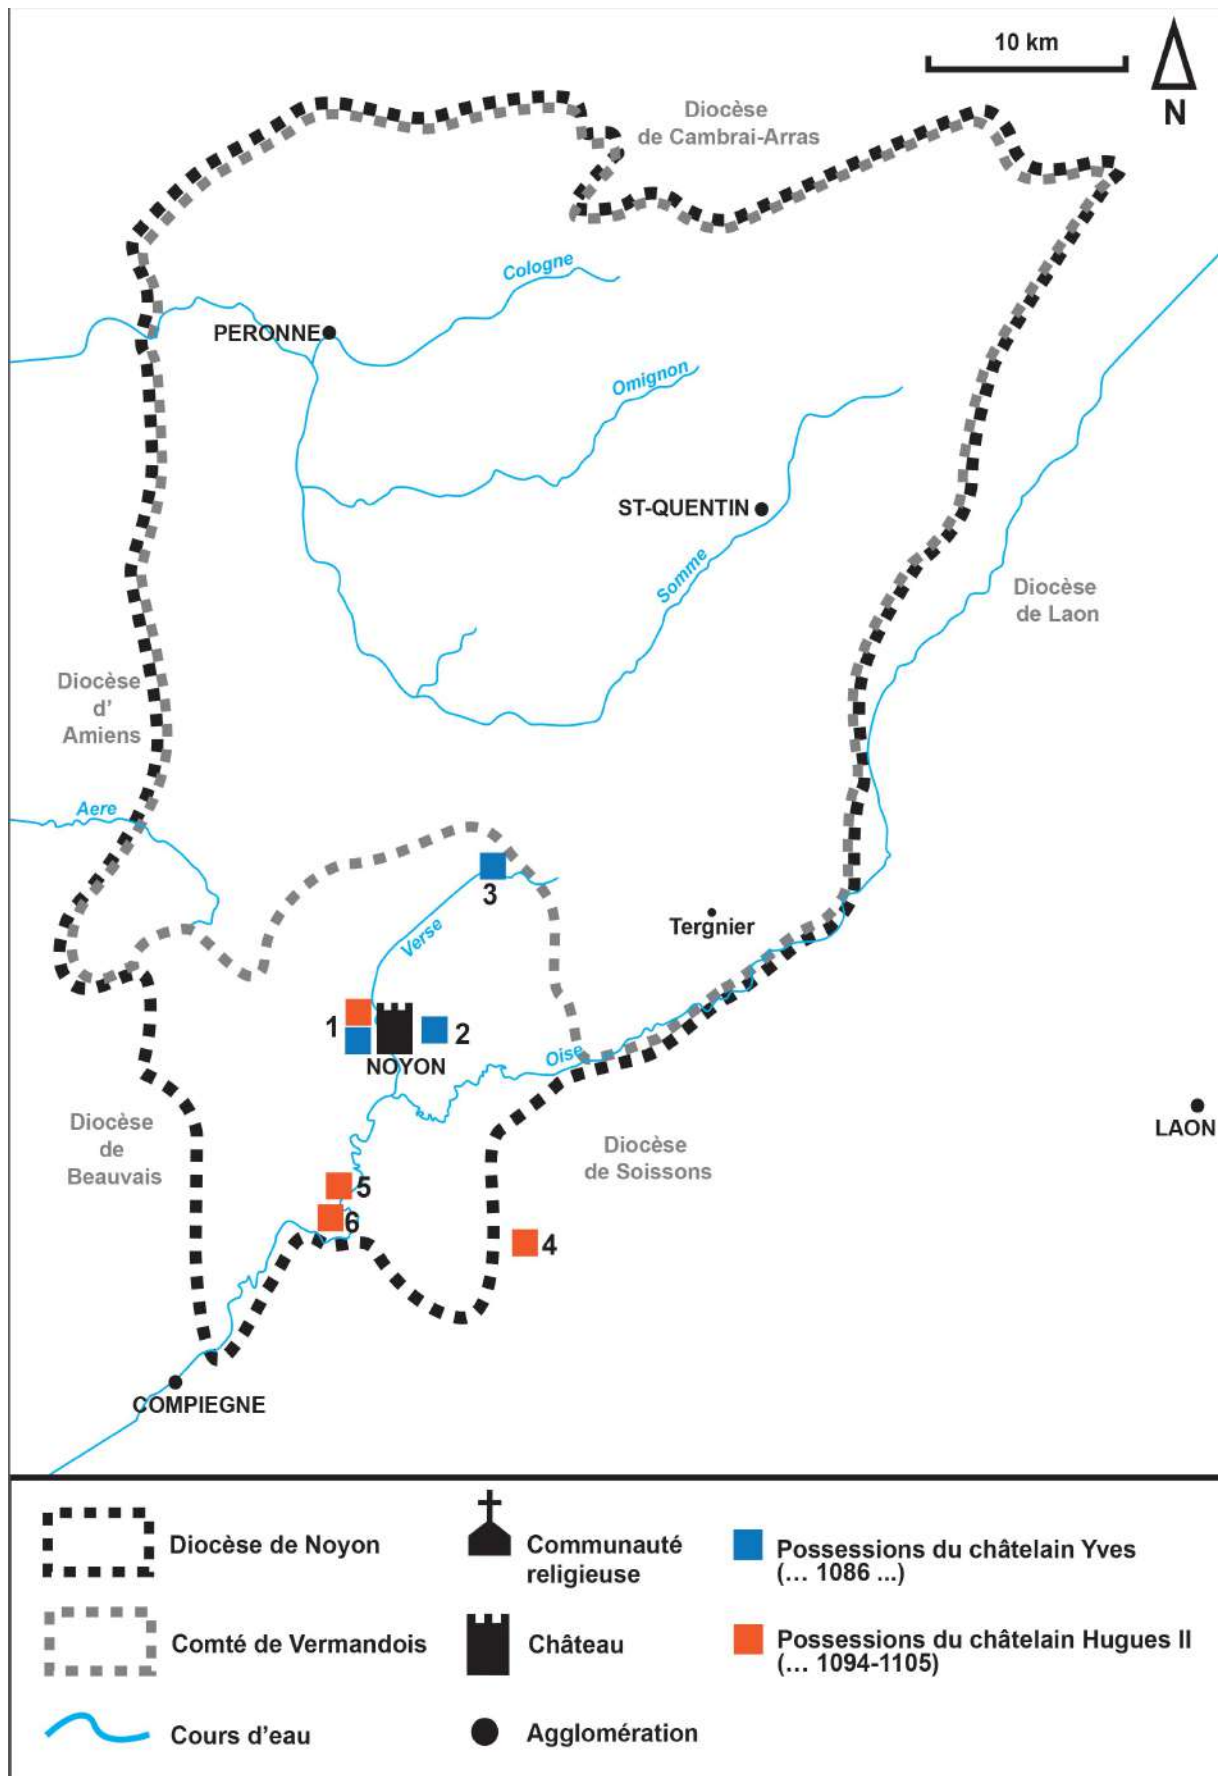 10 km
N
Diocèse
de Cambrai-Arras
Cologne
PERONNE
Omignon
ST-QUENTIN
Somme
Diocèse
de Laon
Diocèse
d'
Amiens
Aere
3
Verse
Tergnier
1
2
NOYON
Oise
LAON
Diocèse
de
Beauvais
Diocèse
de Soissons
5
6
4
COMPIEGNE
Diocèse de Noyon
Comté de Vermandois
Cours d'eau
Communauté
religieuse
Château
Agglomération
Possessions du châtelain Yves
(... 1086 ...)
Possessions du châtelain Hugues II
(... 1094-1105)